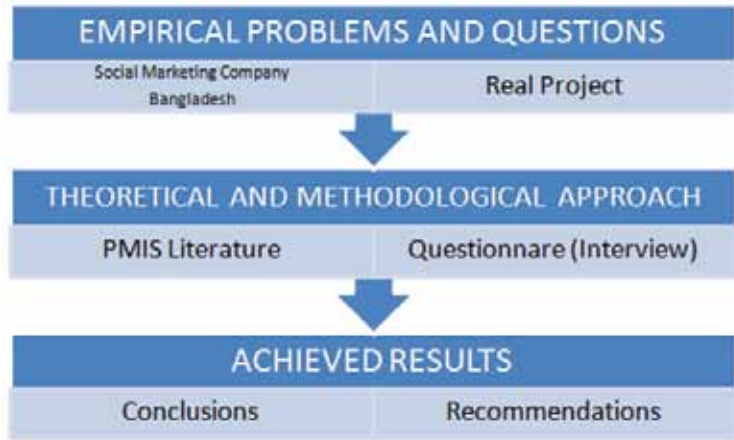 EMPIRICAL PROBLEMS AND QUESTIONS
Social Marketing Company
Bangladesh
Real Project
THEORETICAL AND METHODOLOGICAL APPROACH
PMIS Literature
Questionnare (Interview)
ACHIEVED RESULTS
Conclusions
Recommendations